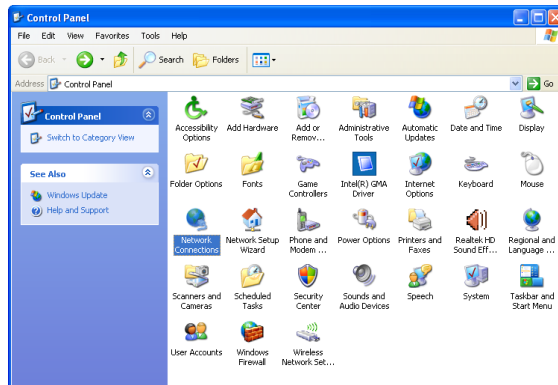 Control Panel
File Edit View Favorites Tools Help
Back Search Folders
Address Control Panel Go
Control Panel
Switch to Category View
See Also
Windows Update
Help and Support
Accessibility Options
Add Hardware
Add or Remov...
Administrative Tools
Automatic Updates
Date and Time
Display
Folder Options
Fonts
Game Controllers
Intel(R) GMA Driver
Internet Options
Keyboard
Mouse
Network Connections
Network Setup Wizard
Phone and Modem ...
Power Options
Printers and Faxes
Realtek HD Sound Eff...
Regional and Language ...
Scanners and Cameras
Scheduled Tasks
Security Center
Sounds and Audio Devices
Speech
System
Taskbar and Start Menu
User Accounts
Windows Firewall
Wireless Network Set...